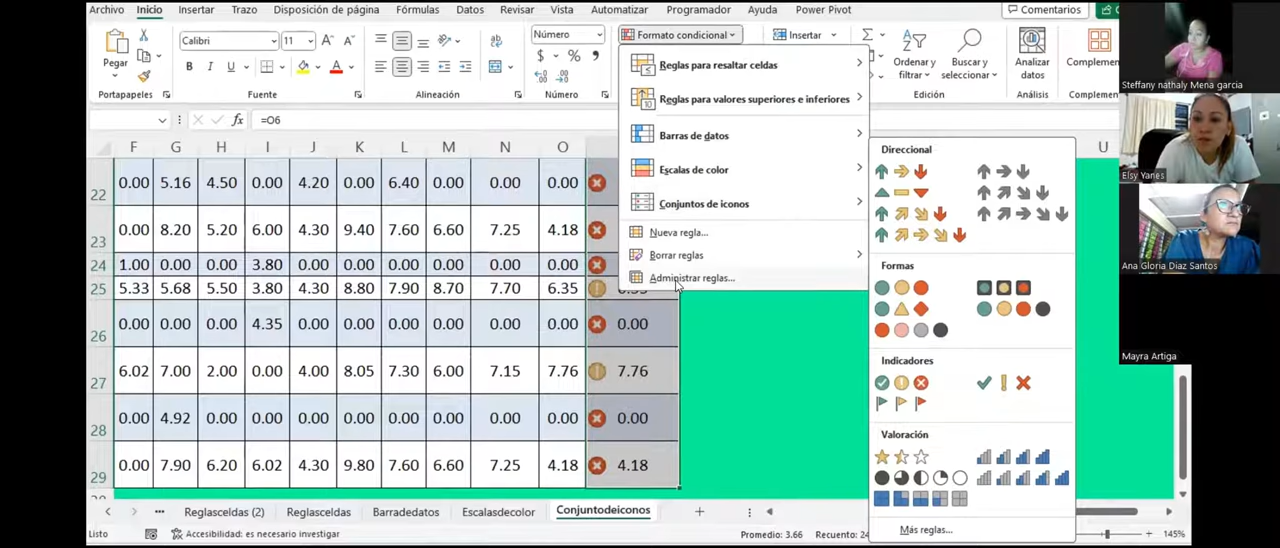 Archivo Inicio Insertar Trazo Disposición de página Fórmulas Datos Revisar Vista Automatizar Programador Ayuda Power Pivot
Comentarios
Pegar
Portapapeles
Calibri 11
N K S
Fuente
Alineación
Número
$ % 000
Número
Formato condicional
Insertar
Ordenar y filtrar
Buscar y seleccionar
Edición
Analizar datos
Análisis
Complemen
Complemen
Reglas para resaltar celdas
Reglas para valores superiores e inferiores
Barras de datos
Escalas de color
Conjuntos de iconos
Nueva regla...
Borrar reglas
Administrar reglas...
Direccional
Formas
Indicadores
Valoración
Más reglas...
fx =O6
F G H I J K L M N O U
22 0.00 5.16 4.50 0.00 4.20 0.00 6.40 0.00 0.00 0.00
23 0.00 8.20 5.20 6.00 4.30 9.40 7.60 6.60 7.25 4.18
24 1.00 0.00 0.00 3.80 0.00 0.00 0.00 0.00 0.00 0.00
25 5.33 5.68 5.50 3.80 4.30 8.80 7.90 8.70 7.70 6.35
26 0.00 0.00 0.00 4.35 0.00 0.00 0.00 0.00 0.00 0.00 0.00
27 6.02 7.00 2.00 0.00 4.00 8.05 7.30 6.00 7.15 7.76 7.76
28 0.00 4.92 0.00 0.00 0.00 0.00 0.00 0.00 0.00 0.00 0.00
29 0.00 7.90 6.20 6.02 4.30 9.80 7.60 6.60 7.25 4.18 4.18
Reglasceldas (2) Reglasceldas Barradedatos Escalasdecolor Conjuntodeiconos
Listo Accesibilidad: es necesario investigar Promedio: 3.66 Recuento: 24 145%
Steffany nathaly Mena garcia
Elsy Yanes
Ana Gloria Diaz Santos
Mayra Artiga